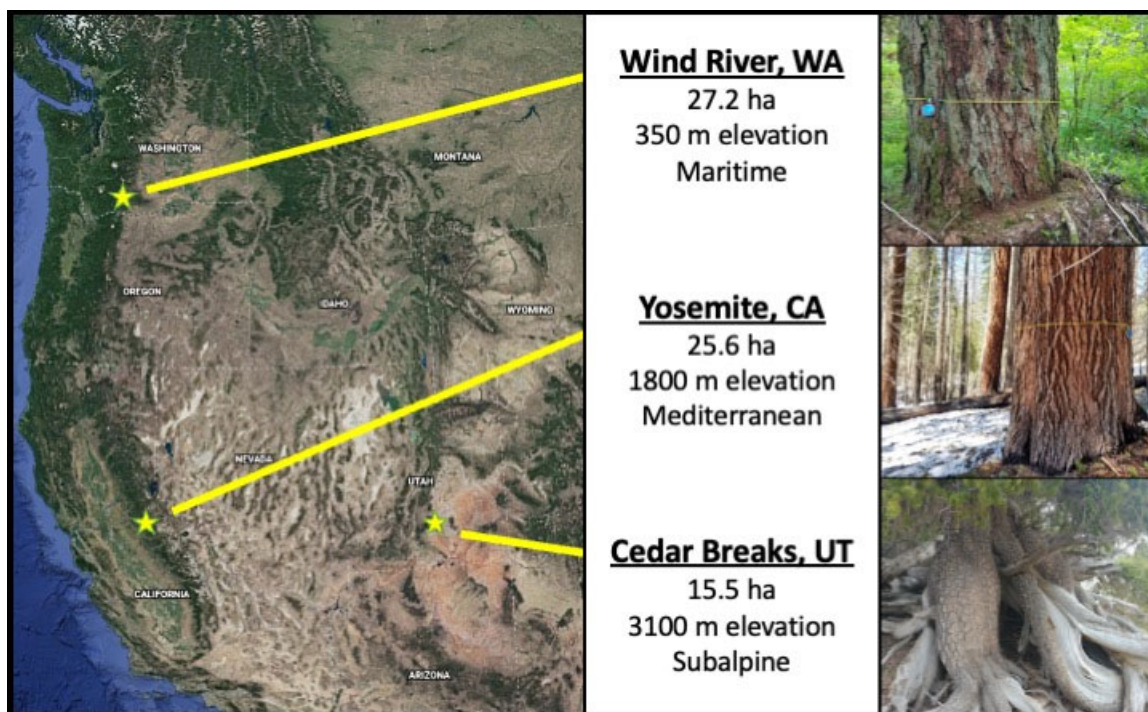 WASHINGTON
MONTANA
OREGON
IDAHO
WYOMING
NEVADA
UTAH
CALIFORNIA
ARIZONA
Wind River, WA
27.2 ha
350 m elevation
Maritime
Yosemite, CA
25.6 ha
1800 m elevation
Mediterranean
Cedar Breaks, UT
15.5 ha
3100 m elevation
Subalpine